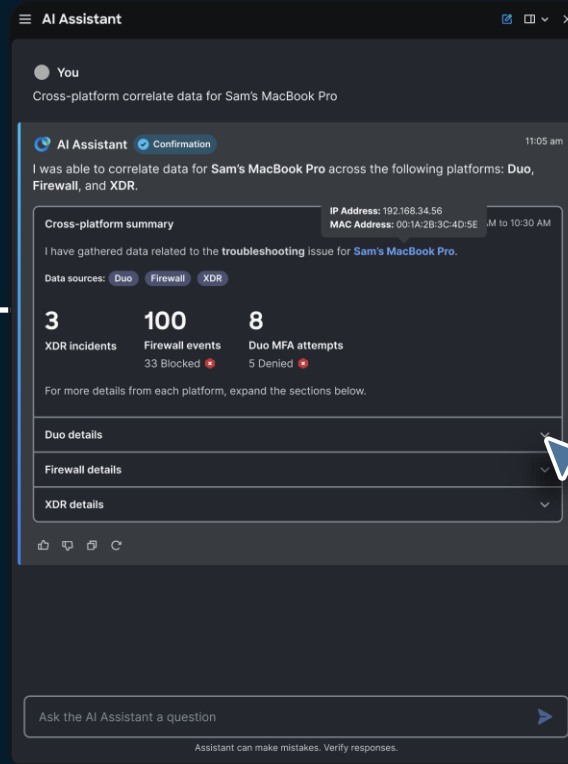 AI Assistant
You
Cross-platform correlate data for Sam's MacBook Pro
AI Assistant Confirmation 11:05 am
I was able to correlate data for Sam's MacBook Pro across the following platforms: Duo,
Firewall, and XDR.
IP Address: 192.168.34.56
MAC Address: 00:1A:2B:3C:4D:5E
Cross-platform summary AM to 10:30 AM
I have gathered data related to the troubleshooting issue for Sam's MacBook Pro.
Data sources: Duo Firewall XDR
3 100 8
XDR incidents Firewall events Duo MFA attempts
33 Blocked 5 Denied
For more details from each platform, expand the sections below.
Duo details
Firewall details
XDR details
Ask the AI Assistant a question
Assistant can make mistakes. Verify responses.